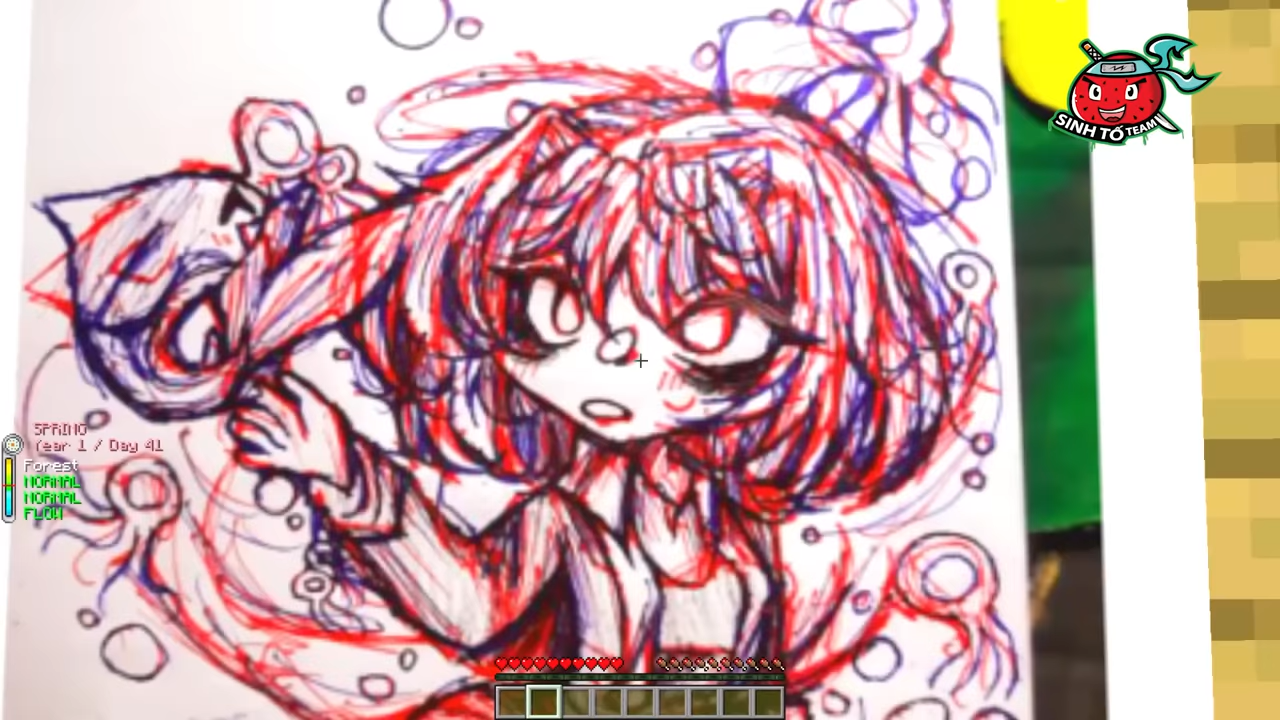 SINH TỐ TEAM
SPRING
Year 1 / Day 41
Forest
NORMAL
NORMAL
FLOW